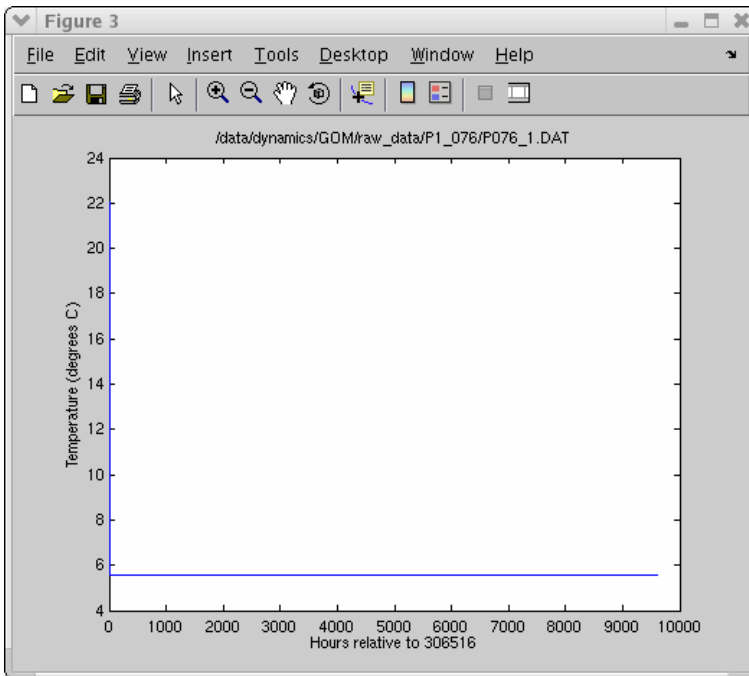 Figure 3
File Edit View Insert Tools Desktop Window Help
/data/dynamics/GOM/raw_data/P1_076/P076_1.DAT
24
22
20
18
16
14
12
10
8
6
4
Temperature (degrees C)
0 1000 2000 3000 4000 5000 6000 7000 8000 9000 10000
Hours relative to 306516